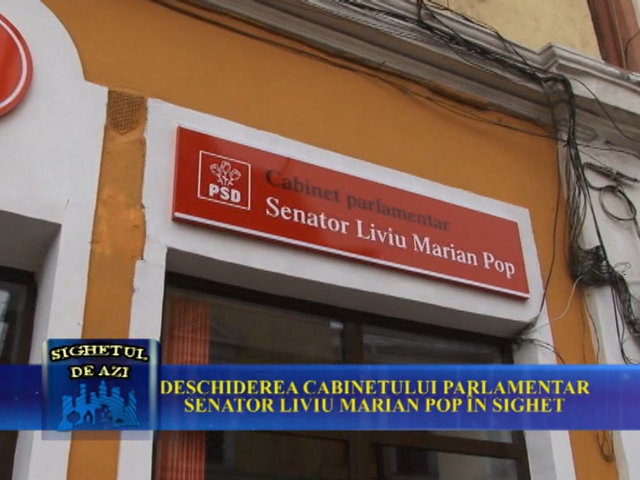 PSD
Cabinet parlamentar
Senator Liviu Marian Pop
SIGHETUL
DE AZI
DESCHIDEREA CABINETULUI PARLAMENTAR
SENATOR LIVIU MARIAN POP ÎN SIGHET